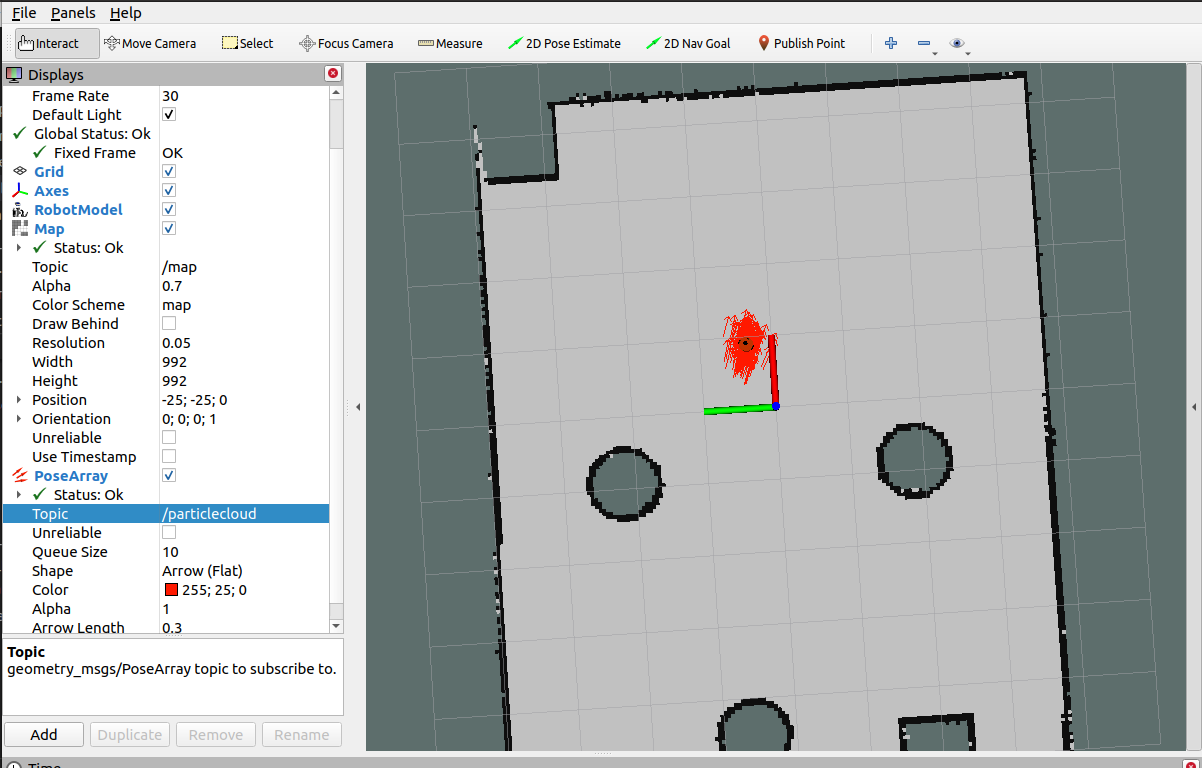 File Panels Help
Interact Move Camera Select Focus Camera Measure 2D Pose Estimate 2D Nav Goal Publish Point
Displays
Frame Rate 30
Default Light
Global Status: Ok
Fixed Frame OK
Grid
Axes
RobotModel
Map
Status: Ok
Topic /map
Alpha 0.7
Color Scheme map
Draw Behind
Resolution 0.05
Width 992
Height 992
Position -25; -25; 0
Orientation 0; 0; 0; 1
Unreliable
Use Timestamp
PoseArray
Status: Ok
Topic /particlecloud
Unreliable
Queue Size 10
Shape Arrow (Flat)
Color 255; 25; 0
Alpha 1
Arrow Length 0.3
Topic
geometry_msgs/PoseArray topic to subscribe to.
Add Duplicate Remove Rename
Time